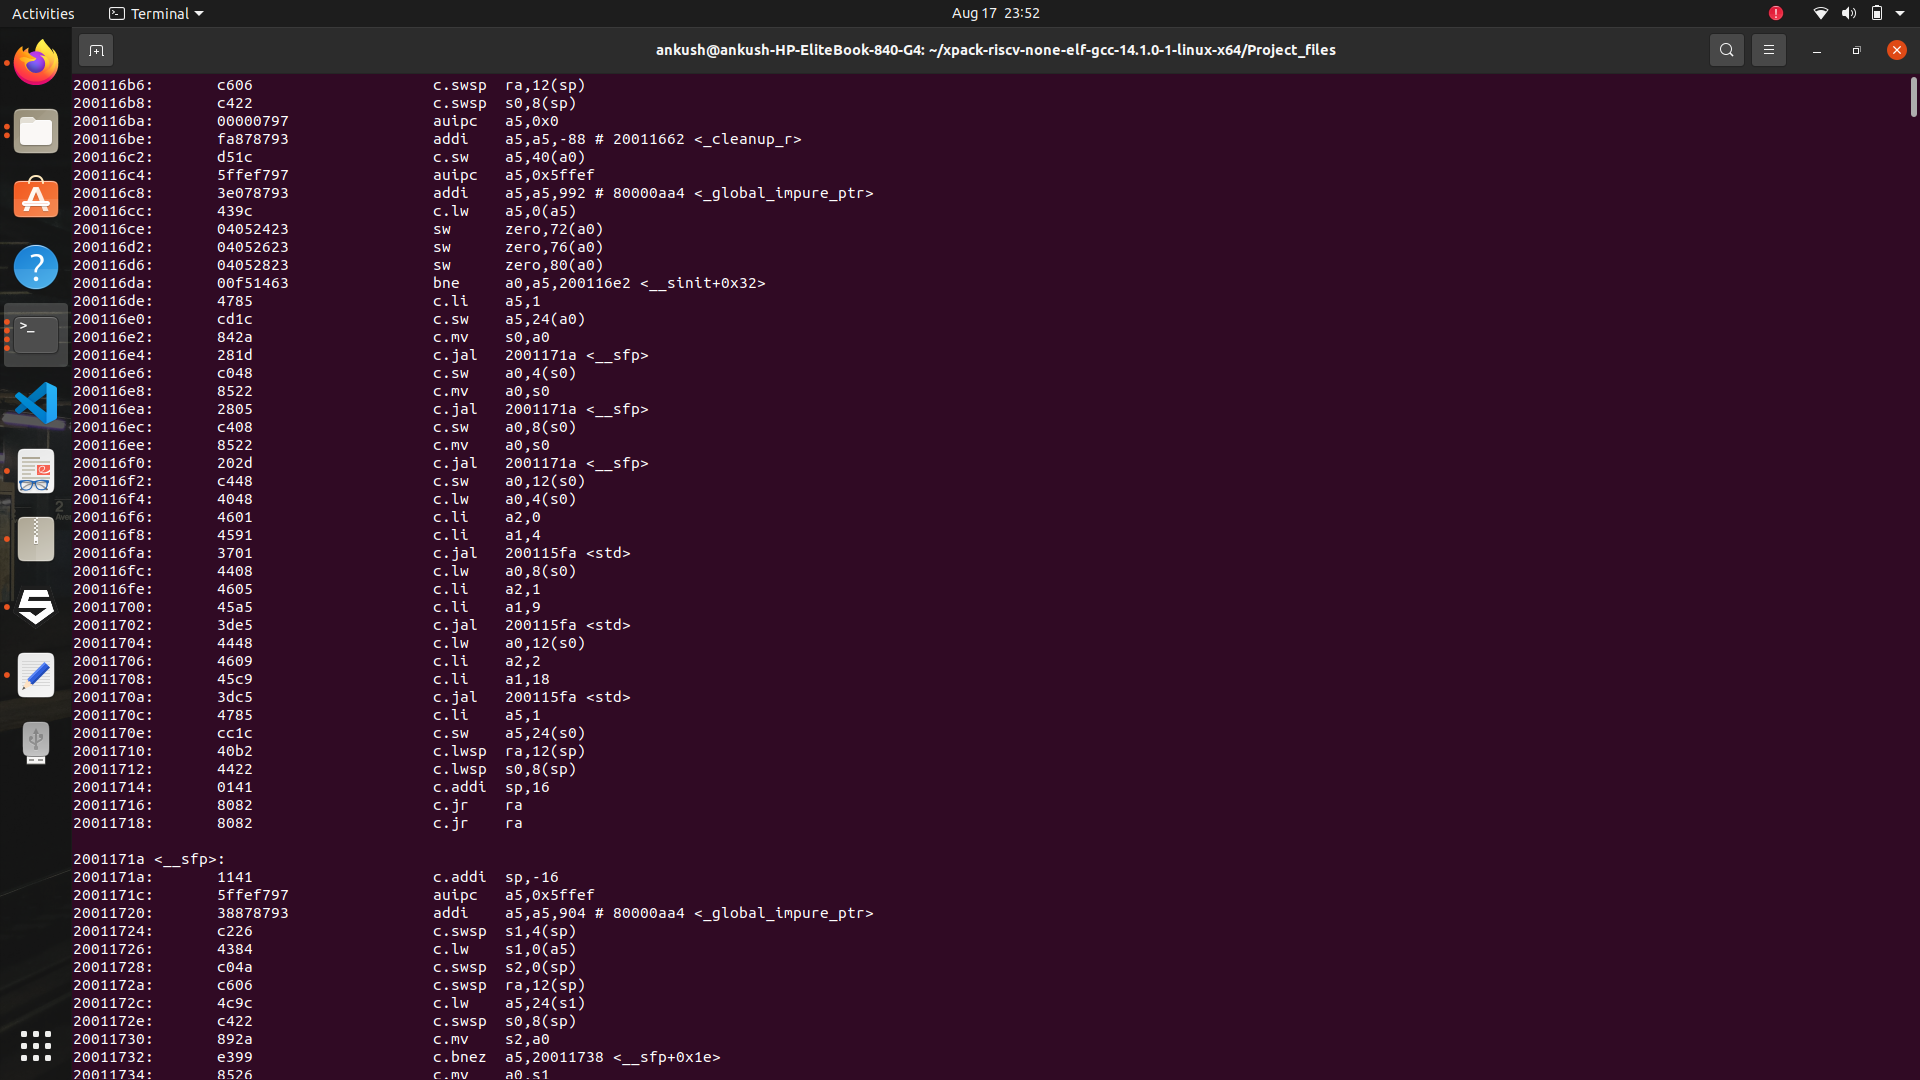 Activities Terminal Aug 17 23:52
ankush@ankush-HP-EliteBook-840-G4: ~/xpack-riscv-none-elf-gcc-14.1.0-1-linux-x64/Project_files
200116b6: c606 c.swsp ra,12(sp)
200116b8: c422 c.swsp s0,8(sp)
200116ba: 00000797 auipc a5,0x0
200116be: fa878793 addi a5,a5,-88 # 20011662 <_cleanup_r>
200116c2: d51c c.sw a5,40(a0)
200116c4: 5ffef797 auipc a5,0x5ffef
200116c8: 3e078793 addi a5,a5,992 # 80000aa4 <_global_impure_ptr>
200116cc: 439c c.lw a5,0(a5)
200116ce: 04052423 sw zero,72(a0)
200116d2: 04052623 sw zero,76(a0)
200116d6: 04052823 sw zero,80(a0)
200116da: 00f51463 bne a0,a5,200116e2 <__sinit+0x32>
200116de: 4785 c.li a5,1
200116e0: cd1c c.sw a5,24(a0)
200116e2: 842a c.mv s0,a0
200116e4: 281d c.jal 2001171a <__sfp>
200116e6: c048 c.sw a0,4(s0)
200116e8: 8522 c.mv a0,s0
200116ea: 2805 c.jal 2001171a <__sfp>
200116ec: c408 c.sw a0,8(s0)
200116ee: 8522 c.mv a0,s0
200116f0: 202d c.jal 2001171a <__sfp>
200116f2: c448 c.sw a0,12(s0)
200116f4: 4048 c.lw a0,4(s0)
200116f6: 4601 c.li a2,0
200116f8: 4591 c.li a1,4
200116fa: 3701 c.jal 200115fa <std>
200116fc: 4408 c.lw a0,8(s0)
200116fe: 4605 c.li a2,1
20011700: 45a5 c.li a1,9
20011702: 3de5 c.jal 200115fa <std>
20011704: 4448 c.lw a0,12(s0)
20011706: 4609 c.li a2,2
20011708: 45c9 c.li a1,18
2001170a: 3dc5 c.jal 200115fa <std>
2001170c: 4785 c.li a5,1
2001170e: cc1c c.sw a5,24(s0)
20011710: 40b2 c.lwsp ra,12(sp)
20011712: 4422 c.lwsp s0,8(sp)
20011714: 0141 c.addi sp,16
20011716: 8082 c.jr ra
20011718: 8082 c.jr ra
2001171a <__sfp>:
2001171a: 1141 c.addi sp,-16
2001171c: 5ffef797 auipc a5,0x5ffef
20011720: 38878793 addi a5,a5,904 # 80000aa4 <_global_impure_ptr>
20011724: c226 c.swsp s1,4(sp)
20011726: 4384 c.lw s1,0(a5)
20011728: c04a c.swsp s2,0(sp)
2001172a: c606 c.swsp ra,12(sp)
2001172c: 4c9c c.lw a5,24(s1)
2001172e: c422 c.swsp s0,8(sp)
20011730: 892a c.mv s2,a0
20011732: e399 c.bnez a5,20011738 <__sfp+0x1e>
20011734: 8526 c.mv a0,s1